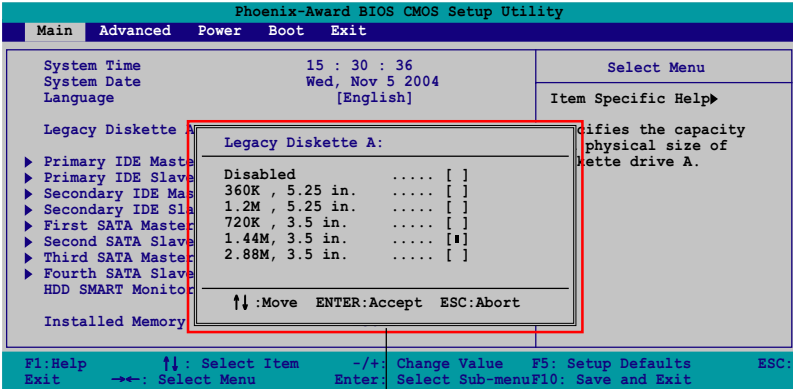 Phoenix-Award BIOS CMOS Setup Utility
Main Advanced Power Boot Exit
System Time 15 : 30 : 36
System Date Wed, Nov 5 2004
Language [English]
Legacy Diskette A
Primary IDE Maste
Primary IDE Slave
Secondary IDE Mas
Secondary IDE Sla
First SATA Master
Second SATA Slave
Third SATA Master
Fourth SATA Slave
HDD SMART Monitor
Installed Memory
Legacy Diskette A:
Disabled ..... [ ]
360K , 5.25 in. ..... [ ]
1.2M , 5.25 in. ..... [ ]
720K , 3.5 in. ..... [ ]
1.44M, 3.5 in. ..... [▮]
2.88M, 3.5 in. ..... [ ]
↑↓ :Move ENTER:Accept ESC:Abort
Select Menu
Item Specific Help▶
cifies the capacity
physical size of
kette drive A.
F1:Help ↑↓ : Select Item -/+: Change Value F5: Setup Defaults ESC:
Exit →←: Select Menu Enter: Select Sub-menu F10: Save and Exit